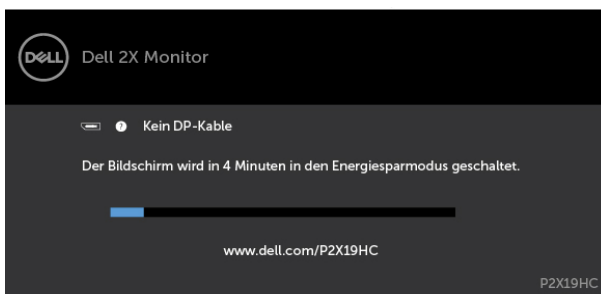 DELL
Dell 2X Monitor
? Kein DP-Kable
Der Bildschirm wird in 4 Minuten in den Energiesparmodus geschaltet.
www.dell.com/P2X19HC
P2X19HC